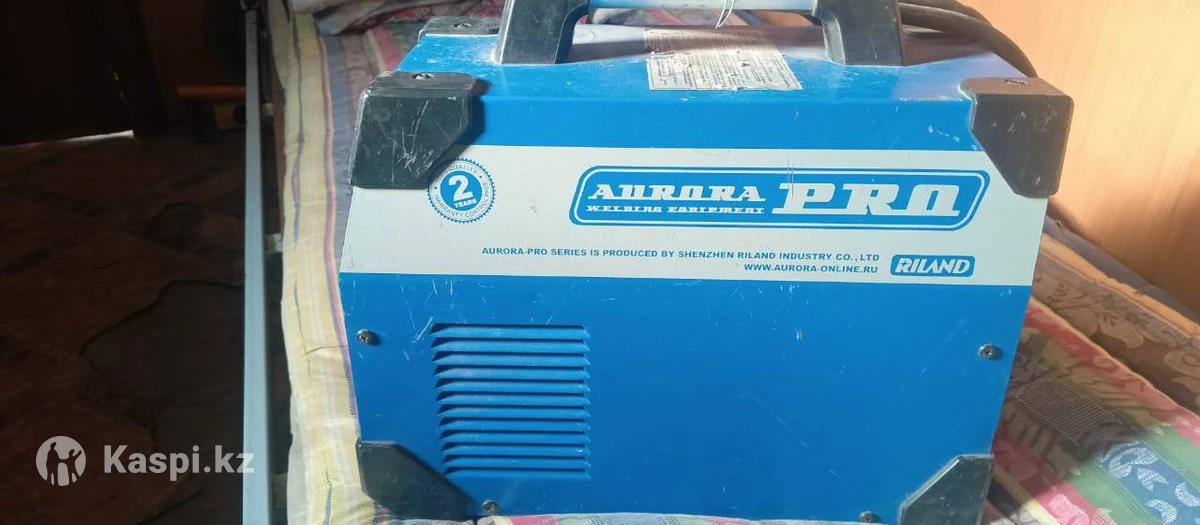 QUALITY
2
YEARS
AURORA PRO
WELDING EQUIPMENT
AURORA-PRO SERIES IS PRODUCED BY SHENZHEN RILAND INDUSTRY CO., LTD
WWW.AURORA-ONLINE.RU
RILAND
Kaspi.kz